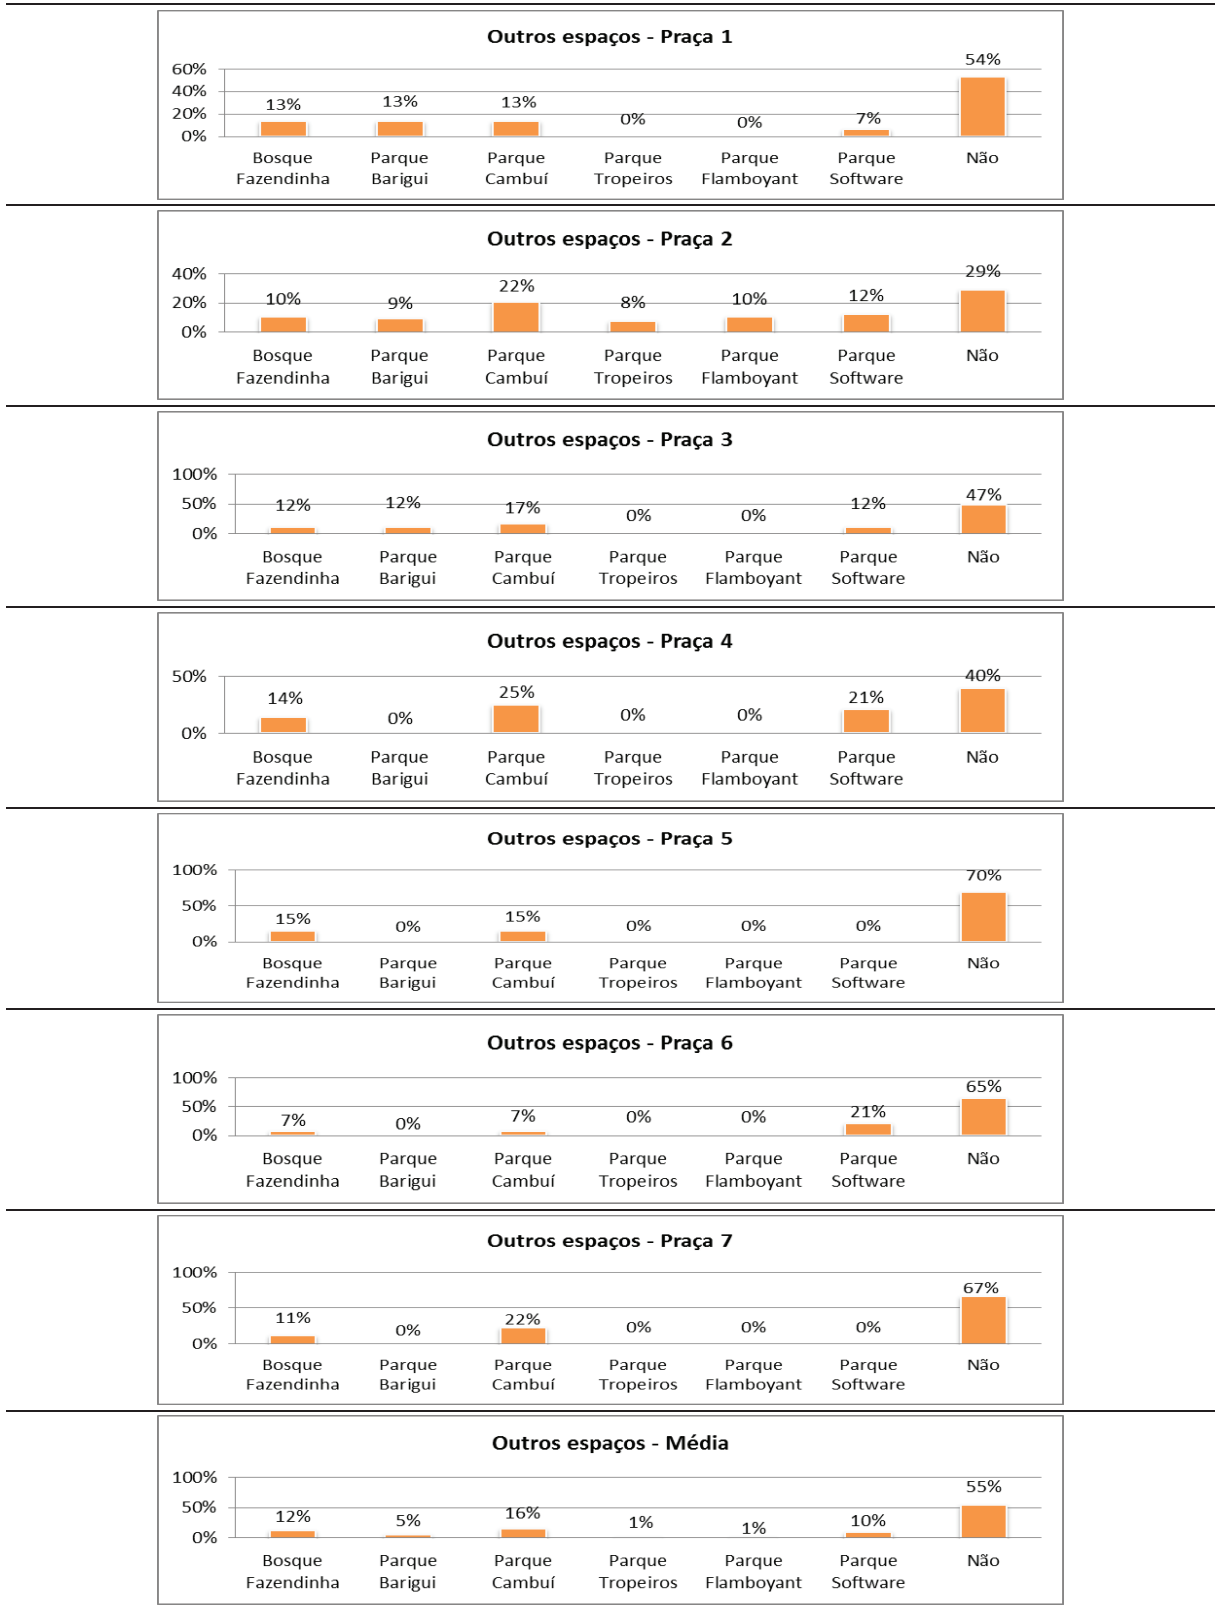 Outros espaços - Praça 1
54%
60%
40%
20%
0%
13% 13% 13% 0% 0% 7%
Bosque Fazendinha
Parque Barigui
Parque Cambuí
Parque Tropeiros
Parque Flamboyant
Parque Software
Não
Outros espaços - Praça 2
40%
20%
0%
10% 9% 22% 8% 10% 12% 29%
Bosque Fazendinha
Parque Barigui
Parque Cambuí
Parque Tropeiros
Parque Flamboyant
Parque Software
Não
Outros espaços - Praça 3
100%
50%
0%
12% 12% 17% 0% 0% 12% 47%
Bosque Fazendinha
Parque Barigui
Parque Cambuí
Parque Tropeiros
Parque Flamboyant
Parque Software
Não
Outros espaços - Praça 4
50%
0%
14% 0% 25% 0% 0% 21% 40%
Bosque Fazendinha
Parque Barigui
Parque Cambuí
Parque Tropeiros
Parque Flamboyant
Parque Software
Não
Outros espaços - Praça 5
100%
50%
0%
15% 0% 15% 0% 0% 0% 70%
Bosque Fazendinha
Parque Barigui
Parque Cambuí
Parque Tropeiros
Parque Flamboyant
Parque Software
Não
Outros espaços - Praça 6
100%
50%
0%
7% 0% 7% 0% 0% 21% 65%
Bosque Fazendinha
Parque Barigui
Parque Cambuí
Parque Tropeiros
Parque Flamboyant
Parque Software
Não
Outros espaços - Praça 7
100%
50%
0%
11% 0% 22% 0% 0% 0% 67%
Bosque Fazendinha
Parque Barigui
Parque Cambuí
Parque Tropeiros
Parque Flamboyant
Parque Software
Não
Outros espaços - Média
100%
50%
0%
12% 5% 16% 1% 1% 10% 55%
Bosque Fazendinha
Parque Barigui
Parque Cambuí
Parque Tropeiros
Parque Flamboyant
Parque Software
Não